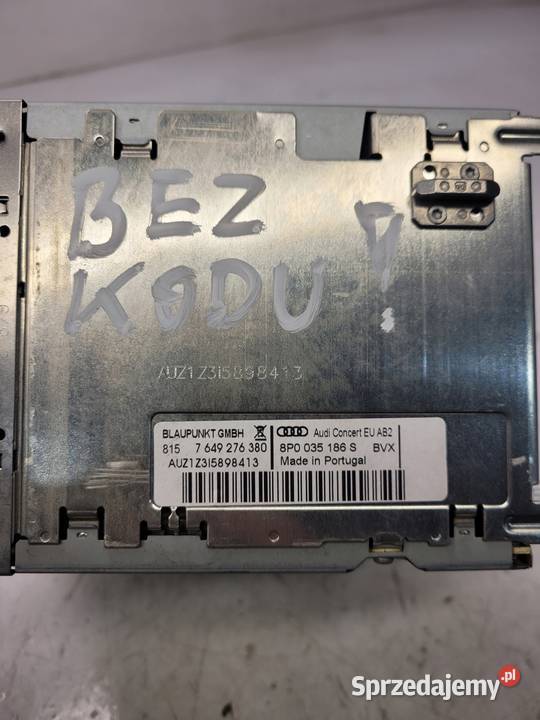 BEZ
KODU!
AUZ1Z3I5898413
BLAUPUNKT GMBH
815 7 649 276 380
AUZ1Z3I5898413
Audi Concert EU AB2
8P0 035 186 S BVX
Made in Portugal
Sprzedajemy.pl